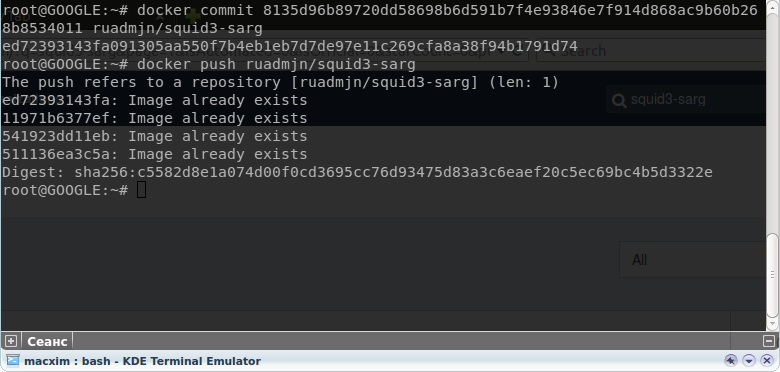 root@GOOGLE:~# docker commit 8135d96b89720dd58698b6d591b7f4e93846e7f914d868ac9b60b26
8b8534011 ruadmjn/squid3-sarg
ed72393143fa091305aa550f7b4eb1eb7d7de97e11c269cfa8a38f94b1791d74
root@GOOGLE:~# docker push ruadmjn/squid3-sarg
The push refers to a repository [ruadmjn/squid3-sarg] (len: 1)
ed72393143fa: Image already exists
squid3-sarg
11971b6377ef: Image already exists
541923dd11eb: Image already exists
511136ea3c5a: Image already exists
Digest: sha256:c5582d8e1a074d00f0cd3695cc76d93475d83a3c6eaef20c5ec69bc4b5d3322e
root@GOOGLE:~#
All
Сеанс
macxim : bash - KDE Terminal Emulator